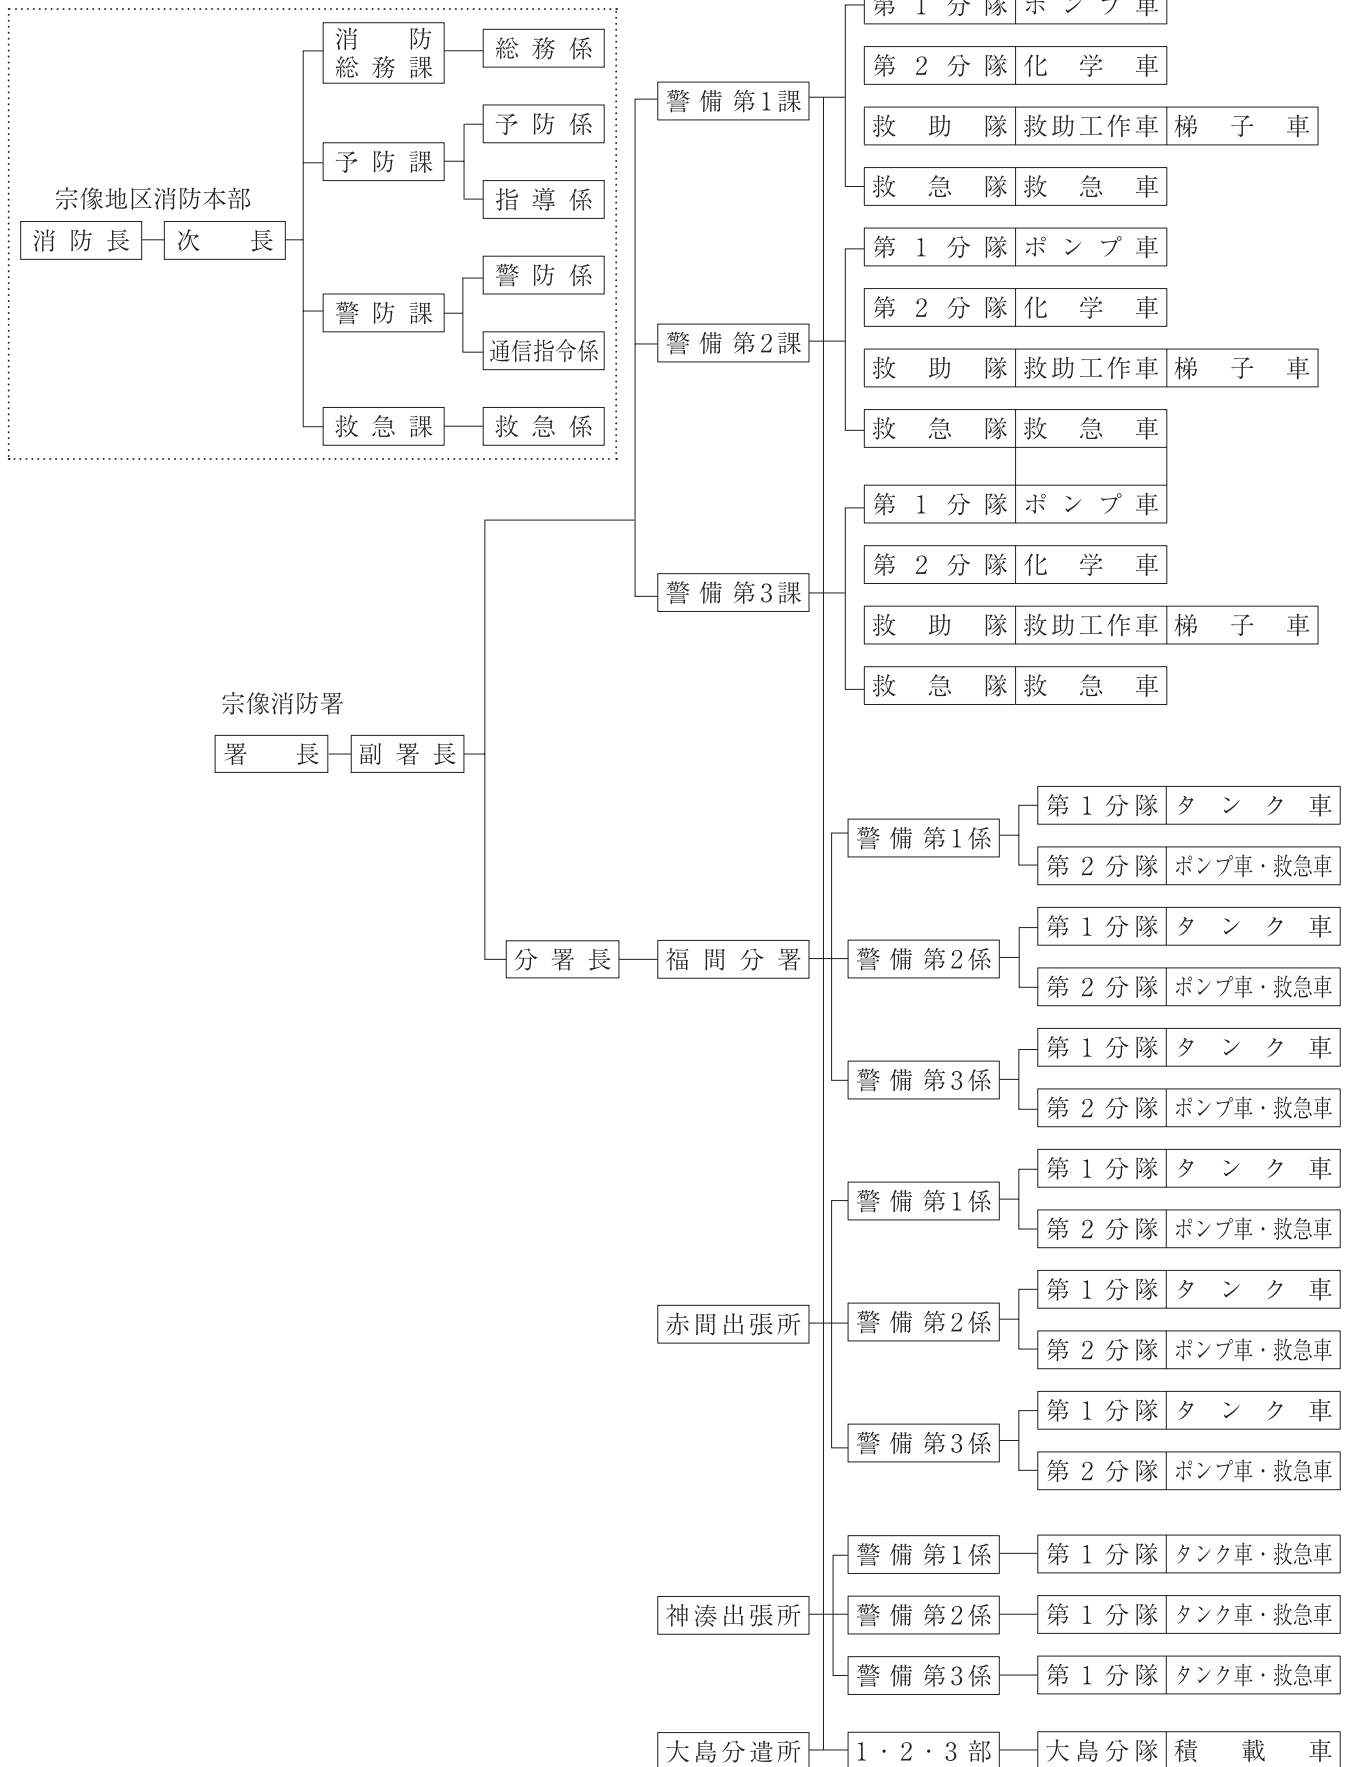 宗像地区消防本部
消防長
次長
消防
総務課
総務係
予防課
予防係
指導係
警防課
警防係
通信指令係
救急課
救急係
宗像消防署
署長
副署長
警備第1課
第1分隊 ポンプ車
第2分隊 化学車
救助隊 救助工作車 梯子車
救急隊 救急車
警備第2課
第1分隊 ポンプ車
第2分隊 化学車
救助隊 救助工作車 梯子車
救急隊 救急車
警備第3課
第1分隊 ポンプ車
第2分隊 化学車
救助隊 救助工作車 梯子車
救急隊 救急車
分署長
福間分署
警備第1係
第1分隊 タンク車
第2分隊 ポンプ車・救急車
警備第2係
第1分隊 タンク車
第2分隊 ポンプ車・救急車
警備第3係
第1分隊 タンク車
第2分隊 ポンプ車・救急車
赤間出張所
警備第1係
第1分隊 タンク車
第2分隊 ポンプ車・救急車
警備第2係
第1分隊 タンク車
第2分隊 ポンプ車・救急車
警備第3係
第1分隊 タンク車
第2分隊 ポンプ車・救急車
神湊出張所
警備第1係
第1分隊 タンク車・救急車
警備第2係
第1分隊 タンク車・救急車
警備第3係
第1分隊 タンク車・救急車
大島分遣所
1・2・3部
大島分隊 積載車